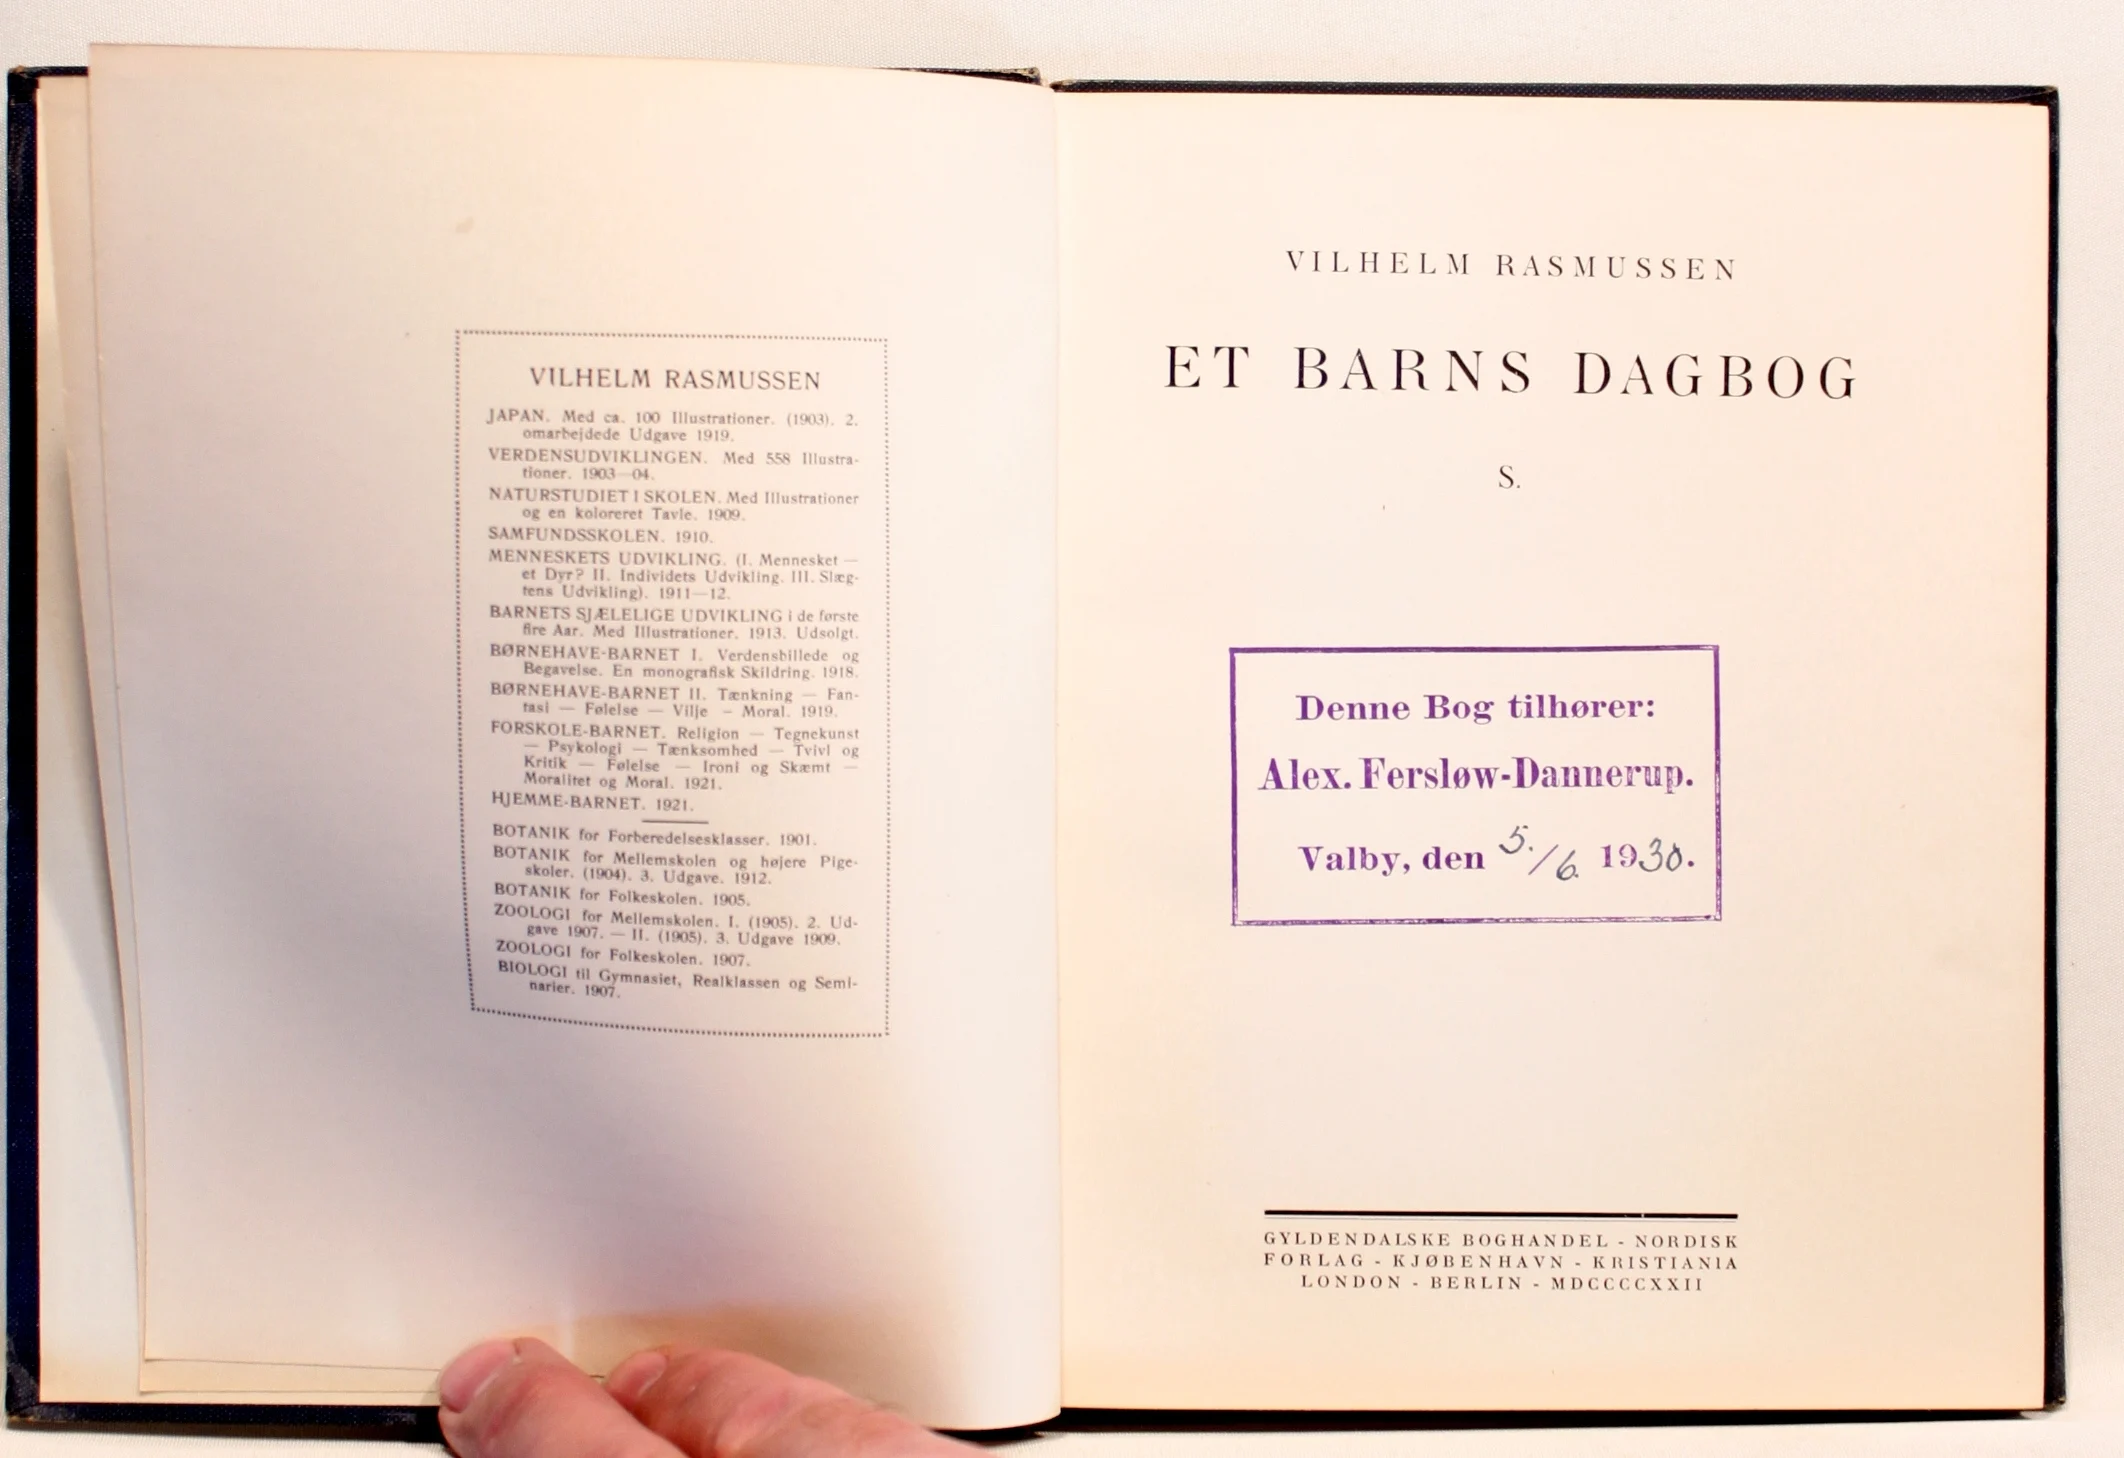 VILHELM RASMUSSEN
JAPAN. Med ca. 100 Illustrationer. (1903). 2.
omarbejdede Udgave 1919.
VERDENSUDVIKLINGEN. Med 558 Illustra-
tioner. 1903—04.
NATURSTUDIET I SKOLEN. Med Illustrationer
og en koloreret Tavle. 1909.
SAMFUNDSSKOLEN. 1910.
MENNESKETS UDVIKLING. (I. Mennesket —
et Dyr? II. Individets Udvikling. III. Slæg-
tens Udvikling). 1911—12.
BARNETS SJÆLELIGE UDVIKLING i de første
fire Aar. Med Illustrationer. 1913. Udsolgt.
BØRNEHAVE-BARNET I. Verdensbillede og
Begavelse. En monografisk Skildring. 1918.
BØRNEHAVE-BARNET II. Tænkning — Fan-
tasi — Følelse — Vilje — Moral. 1919.
FORSKOLE-BARNET. Religion — Tegnekunst
— Psykologi — Tænksomhed — Tvivl og
Kritik — Følelse — Ironi og Skæmt —
Moralitet og Moral. 1921.
HJEMME-BARNET. 1921.
BOTANIK for Forberedelsesklasser. 1901.
BOTANIK for Mellemskolen og højere Pige-
skoler. (1904). 3. Udgave. 1912.
BOTANIK for Folkeskolen. 1905.
ZOOLOGI for Mellemskolen. I. (1905). 2. Ud-
gave 1907. — II. (1905). 3. Udgave 1909.
ZOOLOGI for Folkeskolen. 1907.
BIOLOGI til Gymnasiet, Realklassen og Semi-
narier. 1907.
VILHELM RASMUSSEN
ET BARNS DAGBOG
S.
Denne Bog tilhører:
Alex. Fersløw-Dannerup.
Valby, den 5./6. 1930.
GYLDENDALSKE BOGHANDEL - NORDISK
FORLAG - KJØBENHAVN - KRISTIANIA
LONDON - BERLIN - MDCCCCXXII